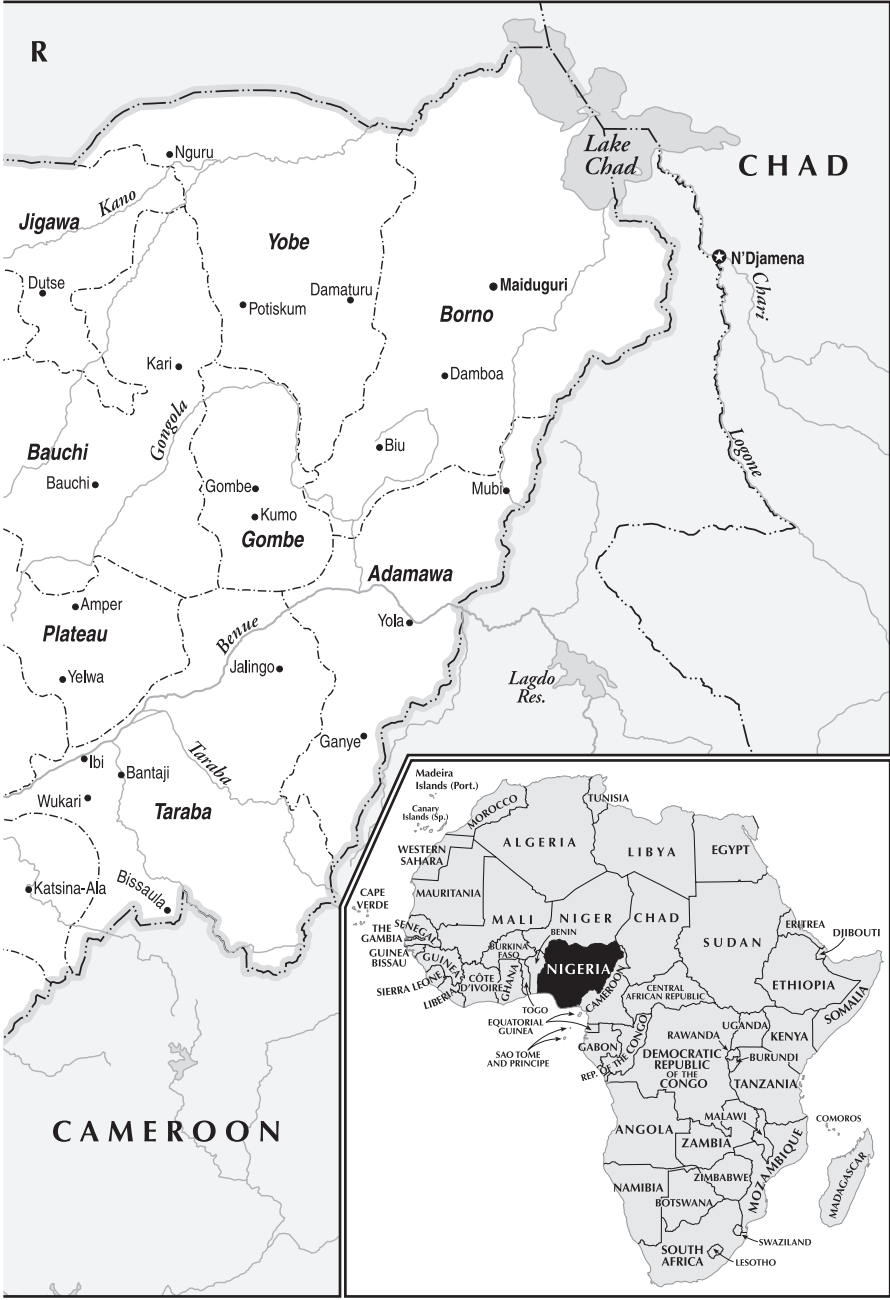 R
Lake
Chad
CHAD
Nguru
Kano
Jigawa
Yobe
N'Djamena
Chari
Dutse
Damaturu
Maiduguri
Potiskum
Borno
Kari
Damboa
Gongola
Logone
Bauchi
Biu
Bauchi
Gombe
Mubi
Kumo
Gombe
Adamawa
Amper
Benue
Yola
Plateau
Jalingo
Yelwa
Lagdo
Res.
Ganye
Taraba
Ibi
Bantaji
Wukari
Taraba
Bissaula
Katsina-Ala
CAMEROON
Madeira
Islands (Port.)
Canary
Islands (Sp.)
MOROCCO
TUNISIA
ALGERIA
LIBYA
EGYPT
WESTERN
SAHARA
MAURITANIA
CAPE
VERDE
MALI
NIGER
CHAD
SUDAN
ERITREA
DJIBOUTI
THE
GAMBIA
SENEGAL
GUINEA
BISSAU
GUINEA
SIERRA LEONE
LIBERIA
CÔTE
D'IVOIRE
BURKINA
FASO
GHANA
BENIN
NIGERIA
TOGO
CAMEROON
CENTRAL
AFRICAN REPUBLIC
ETHIOPIA
SOMALIA
EQUATORIAL
GUINEA
SAO TOME
AND PRINCIPE
GABON
REP. OF THE CONGO
DEMOCRATIC
REPUBLIC
OF THE
CONGO
RAWANDA
UGANDA
KENYA
BURUNDI
TANZANIA
ANGOLA
ZAMBIA
MALAWI
COMOROS
MOZAMBIQUE
ZIMBABWE
NAMIBIA
BOTSWANA
MADAGASCAR
SWAZILAND
SOUTH
AFRICA
LESOTHO